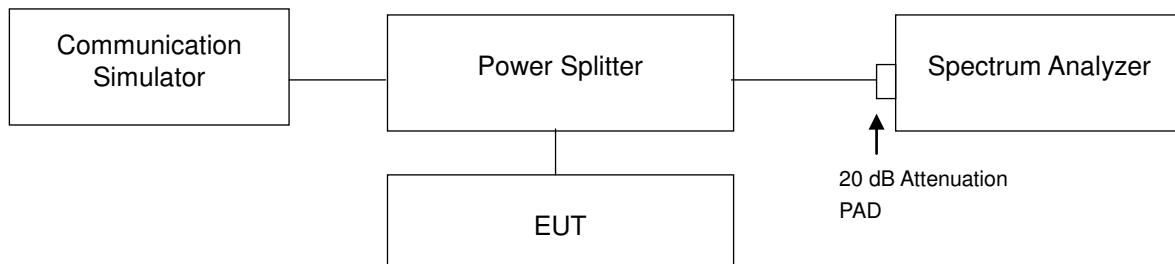 Communication
Simulator
Power Splitter
Spectrum Analyzer
20 dB Attenuation
PAD
EUT